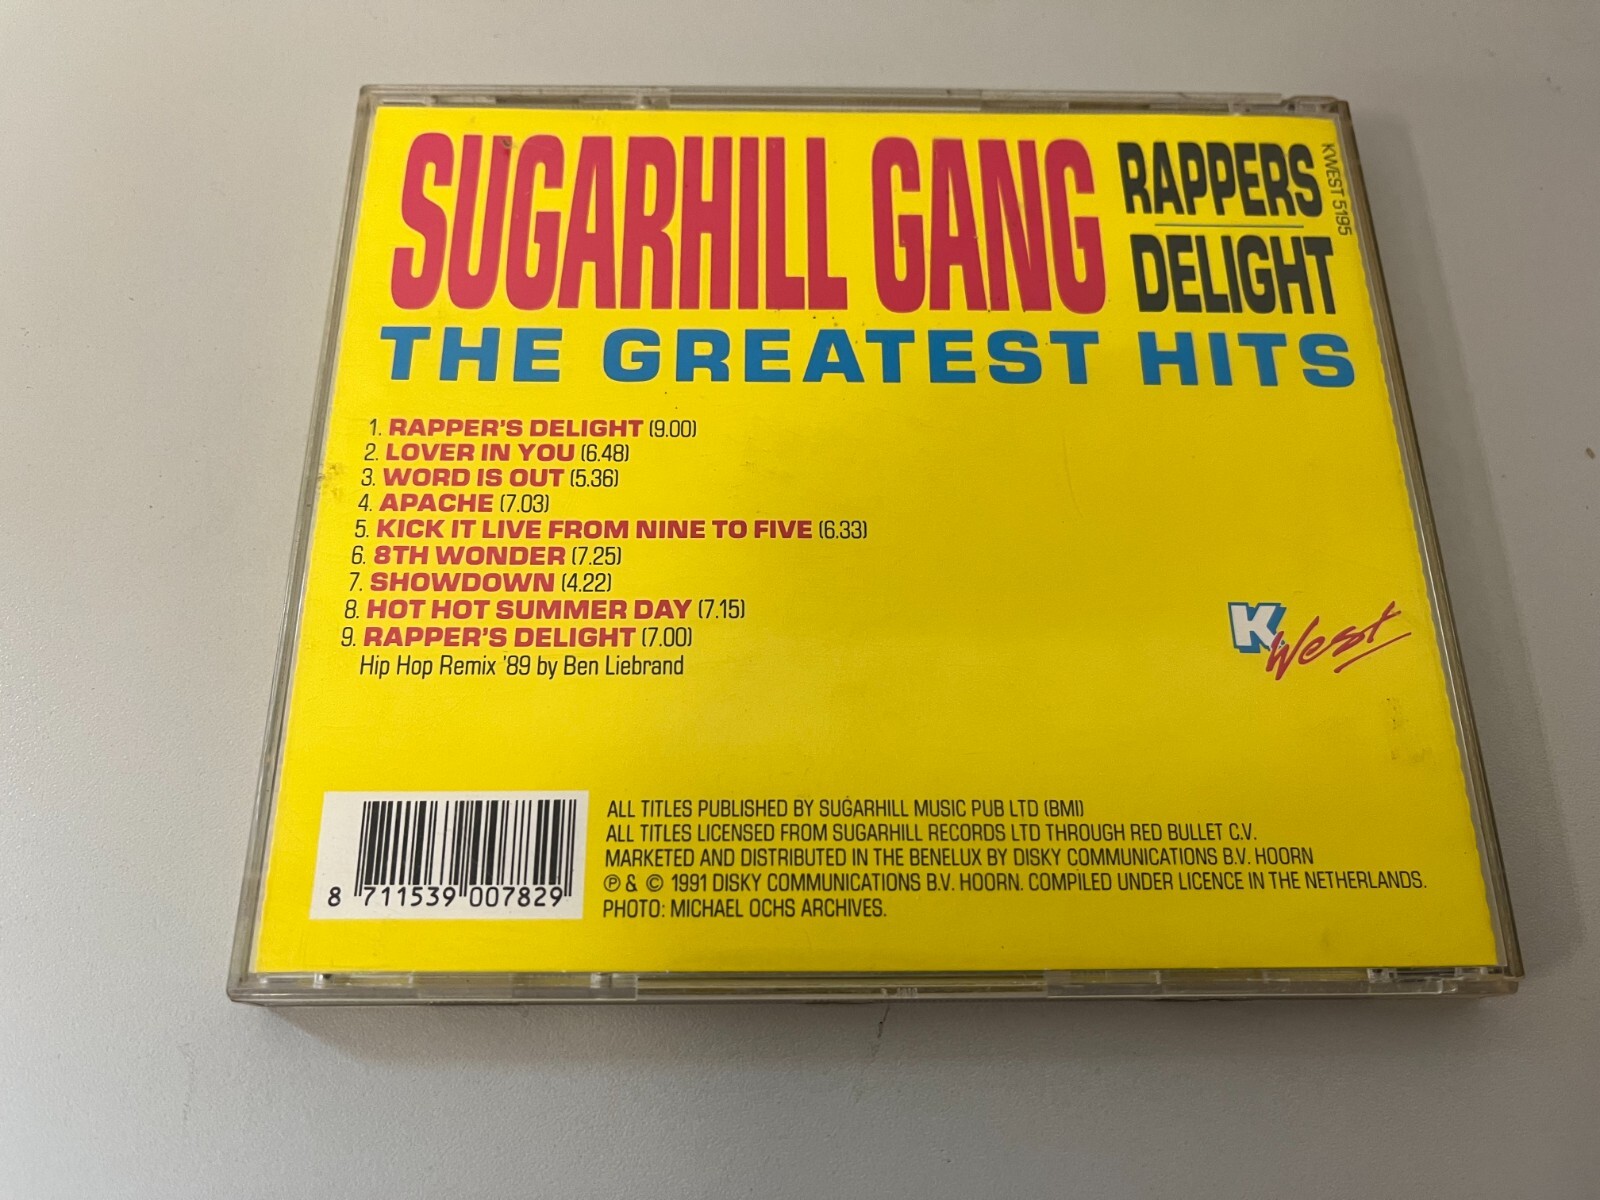 SUGARHILL GANG
RAPPERS
DELIGHT
KWEST 5195
THE GREATEST HITS
1. RAPPER'S DELIGHT (9.00)
2. LOVER IN YOU (6.48)
3. WORD IS OUT (5.36)
4. APACHE (7.03)
5. KICK IT LIVE FROM NINE TO FIVE (6.33)
6. 8TH WONDER (7.25)
7. SHOWDOWN (4.22)
8. HOT HOT SUMMER DAY (7.15)
9. RAPPER'S DELIGHT (7.00)
Hip Hop Remix '89 by Ben Liebrand
K West
8 711539 007829
ALL TITLES PUBLISHED BY SUGARHILL MUSIC PUB LTD (BMI)
ALL TITLES LICENSED FROM SUGARHILL RECORDS LTD THROUGH RED BULLET C.V.
MARKETED AND DISTRIBUTED IN THE BENELUX BY DISKY COMMUNICATIONS B.V. HOORN
℗ & © 1991 DISKY COMMUNICATIONS B.V. HOORN. COMPILED UNDER LICENCE IN THE NETHERLANDS.
PHOTO: MICHAEL OCHS ARCHIVES.